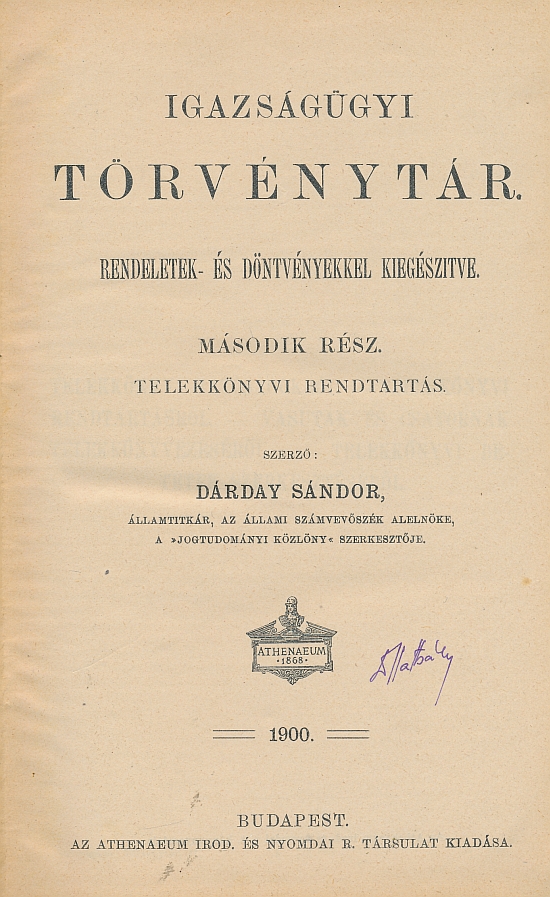 IGAZSÁGÜGYI
TÖRVÉNYTÁR.
RENDELETEK- ÉS DÖNTVÉNYEKKEL KIEGÉSZITVE.
MÁSODIK RÉSZ.
TELEKKÖNYVI RENDTARTÁS.
SZERZŐ:
DÁRDAY SÁNDOR,
ÁLLAMTITKÁR, AZ ÁLLAMI SZÁMVEVŐSZÉK ALELNÖKE,
A »JOGTUDOMÁNYI KÖZLÖNY« SZERKESZTŐJE.
ATHENAEUM
·1868·
1900.
BUDAPEST.
AZ ATHENAEUM IROD. ÉS NYOMDAI R. TÁRSULAT KIADÁSA.